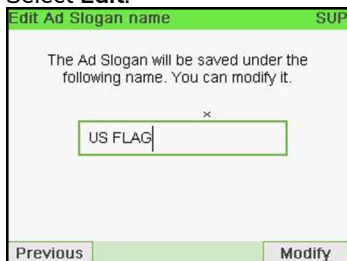 Select Edit.
Edit Ad Slogan name SUP
The Ad Slogan will be saved under the
following name. You can modify it.
×
US FLAG
Previous Modify